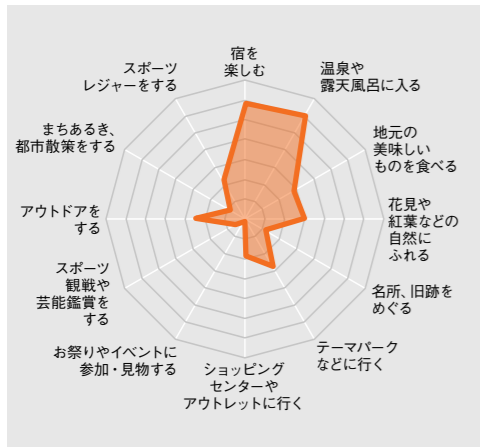 宿を
楽しむ
温泉や
露天風呂に入る
地元の
美味しい
ものを食べる
花見や
紅葉などの
自然に
ふれる
名所、旧跡を
めぐる
テーマパーク
などに行く
ショッピング
センターや
アウトレットに行く
お祭りやイベントに
参加・見物する
スポーツ
観戦や
芸能鑑賞を
する
アウトドアを
する
まちあるき、
都市散策をする
スポーツ
レジャーをする